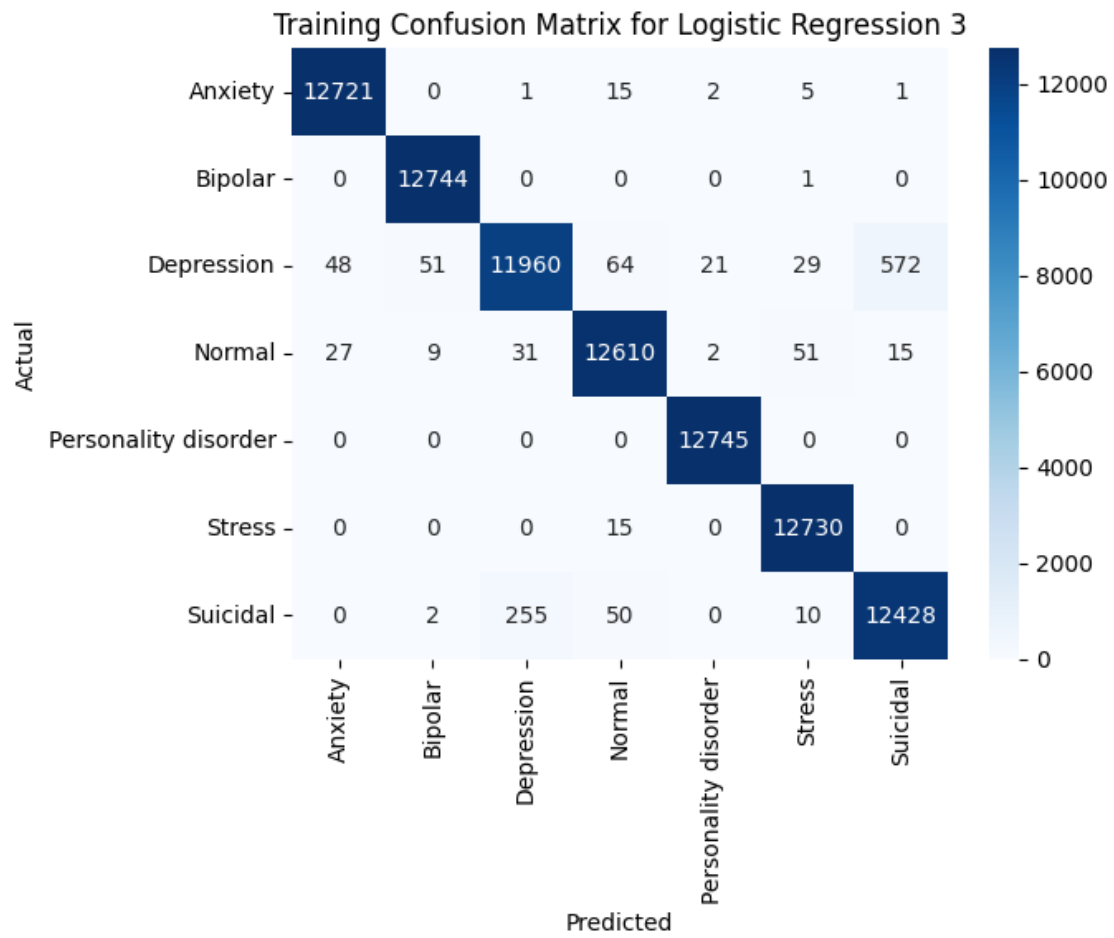 Training Confusion Matrix for Logistic Regression 3
Actual
Anxiety 12721 0 1 15 2 5 1
Bipolar 0 12744 0 0 0 1 0
Depression 48 51 11960 64 21 29 572
Normal 27 9 31 12610 2 51 15
Personality disorder 0 0 0 0 12745 0 0
Stress 0 0 0 15 0 12730 0
Suicidal 0 2 255 50 0 10 12428
Anxiety Bipolar Depression Normal Personality disorder Stress Suicidal
Predicted
12000
10000
8000
6000
4000
2000
0